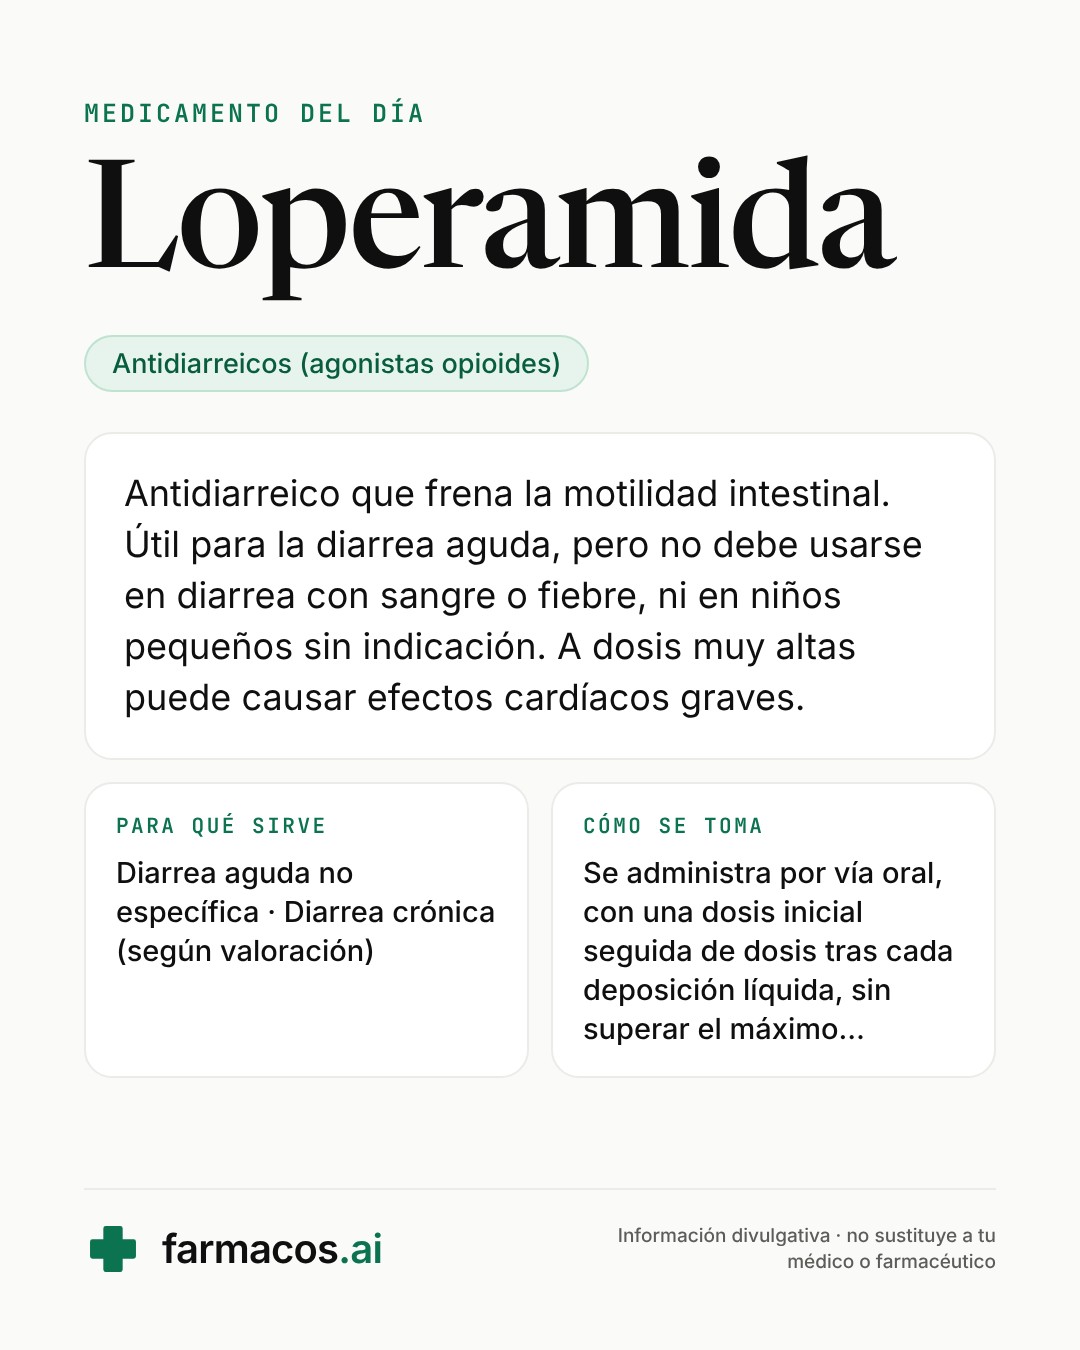 MEDICAMENTO DEL DÍA
Loperamida
Antidiarreicos (agonistas opioides)
Antidiarreico que frena la motilidad intestinal.
Útil para la diarrea aguda, pero no debe usarse
en diarrea con sangre o fiebre, ni en niños
pequeños sin indicación. A dosis muy altas
puede causar efectos cardíacos graves.
PARA QUÉ SIRVE
Diarrea aguda no
específica · Diarrea crónica
(según valoración)
CÓMO SE TOMA
Se administra por vía oral,
con una dosis inicial
seguida de dosis tras cada
deposición líquida, sin
superar el máximo...
farmacos.ai
Información divulgativa · no sustituye a tu
médico o farmacéutico